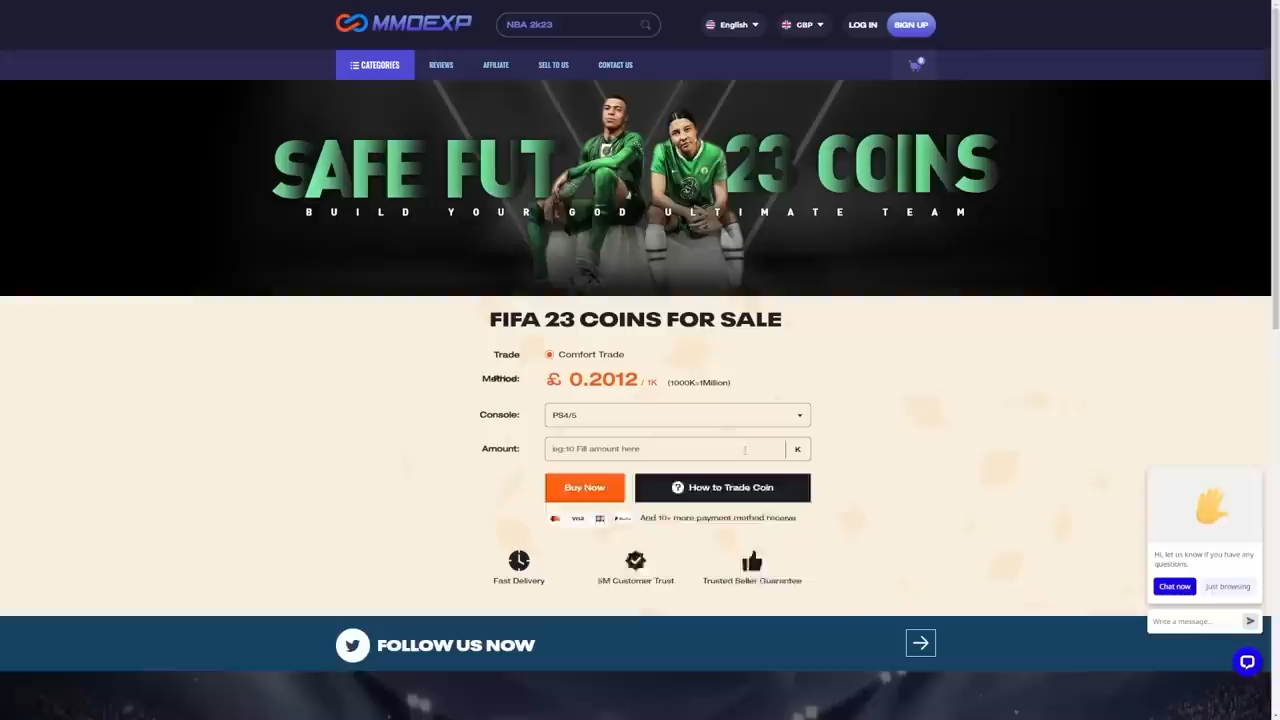 MMOEXP
NBA 2k23
English
GBP
LOG IN
SIGN UP
CATEGORIES
REVIEWS
AFFILIATE
SELL TO US
CONTACT US
0
SAFE FUT 23 COINS
BUILD YOUR GOD ULTIMATE TEAM
FIFA 23 COINS FOR SALE
Trade
Comfort Trade
£ 0.2012 / 1K (1000K=1Million)
Console:
PS4/5
Amount:
eg:10 Fill amount here
K
Buy Now
? How to Trade Coin
VISA
And 10+ more payment method receive
Fast Delivery
5M Customer Trust
Trusted Seller Guarantee
Hi, let us know if you have any
questions.
Chat now
Just browsing
Write a message...
FOLLOW US NOW